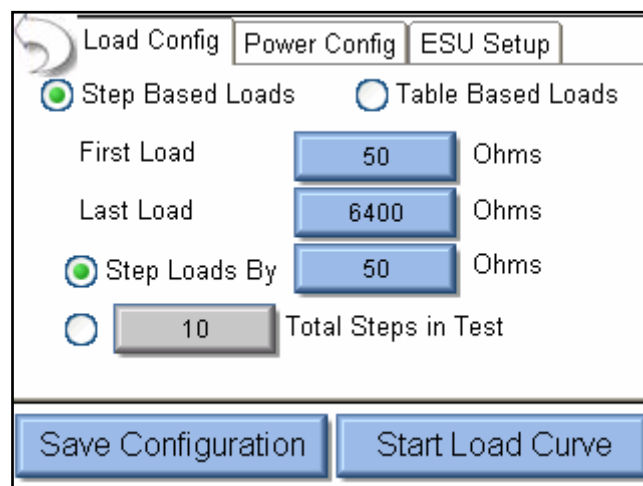 Load Config Power Config ESU Setup
Step Based Loads Table Based Loads
First Load 50 Ohms
Last Load 6400 Ohms
Step Loads By 50 Ohms
10 Total Steps in Test
Save Configuration Start Load Curve